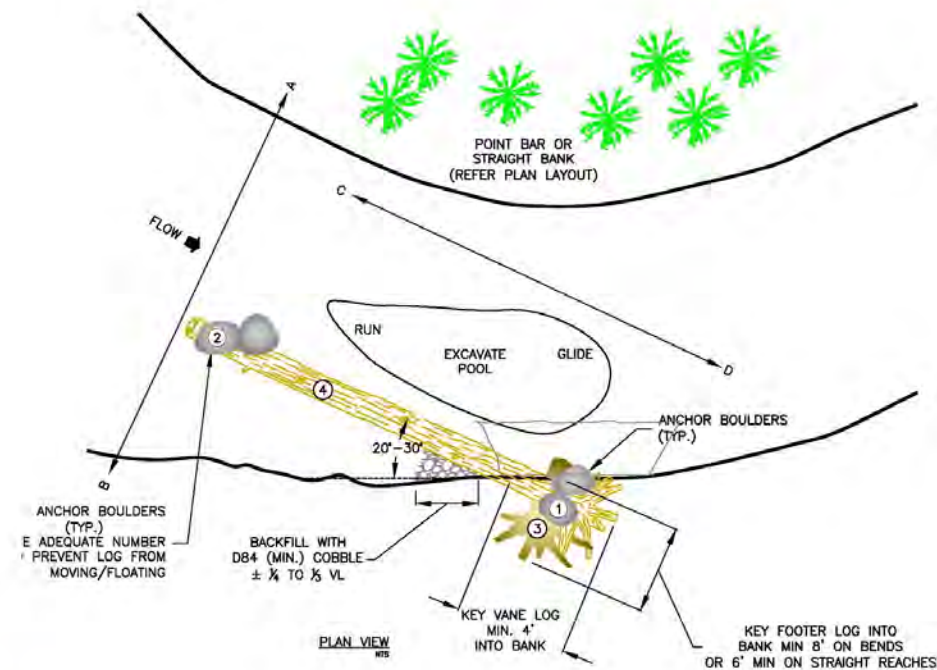 A
POINT BAR OR
STRAIGHT BANK
(REFER PLAN LAYOUT)
C
FLOW
RUN
EXCAVATE
POOL
GLIDE
D
2
4
ANCHOR BOULDERS
(TYP.)
20°-30°
B
1
3
ANCHOR BOULDERS
(TYP.)
E ADEQUATE NUMBER
PREVENT LOG FROM
MOVING/FLOATING
BACKFILL WITH
D84 (MIN.) COBBLE
± ¼ TO ⅓ VL
KEY VANE LOG
MIN. 4'
INTO BANK
KEY FOOTER LOG INTO
BANK MIN 8' ON BENDS
OR 6' MIN ON STRAIGHT REACHES
PLAN VIEW
NTS